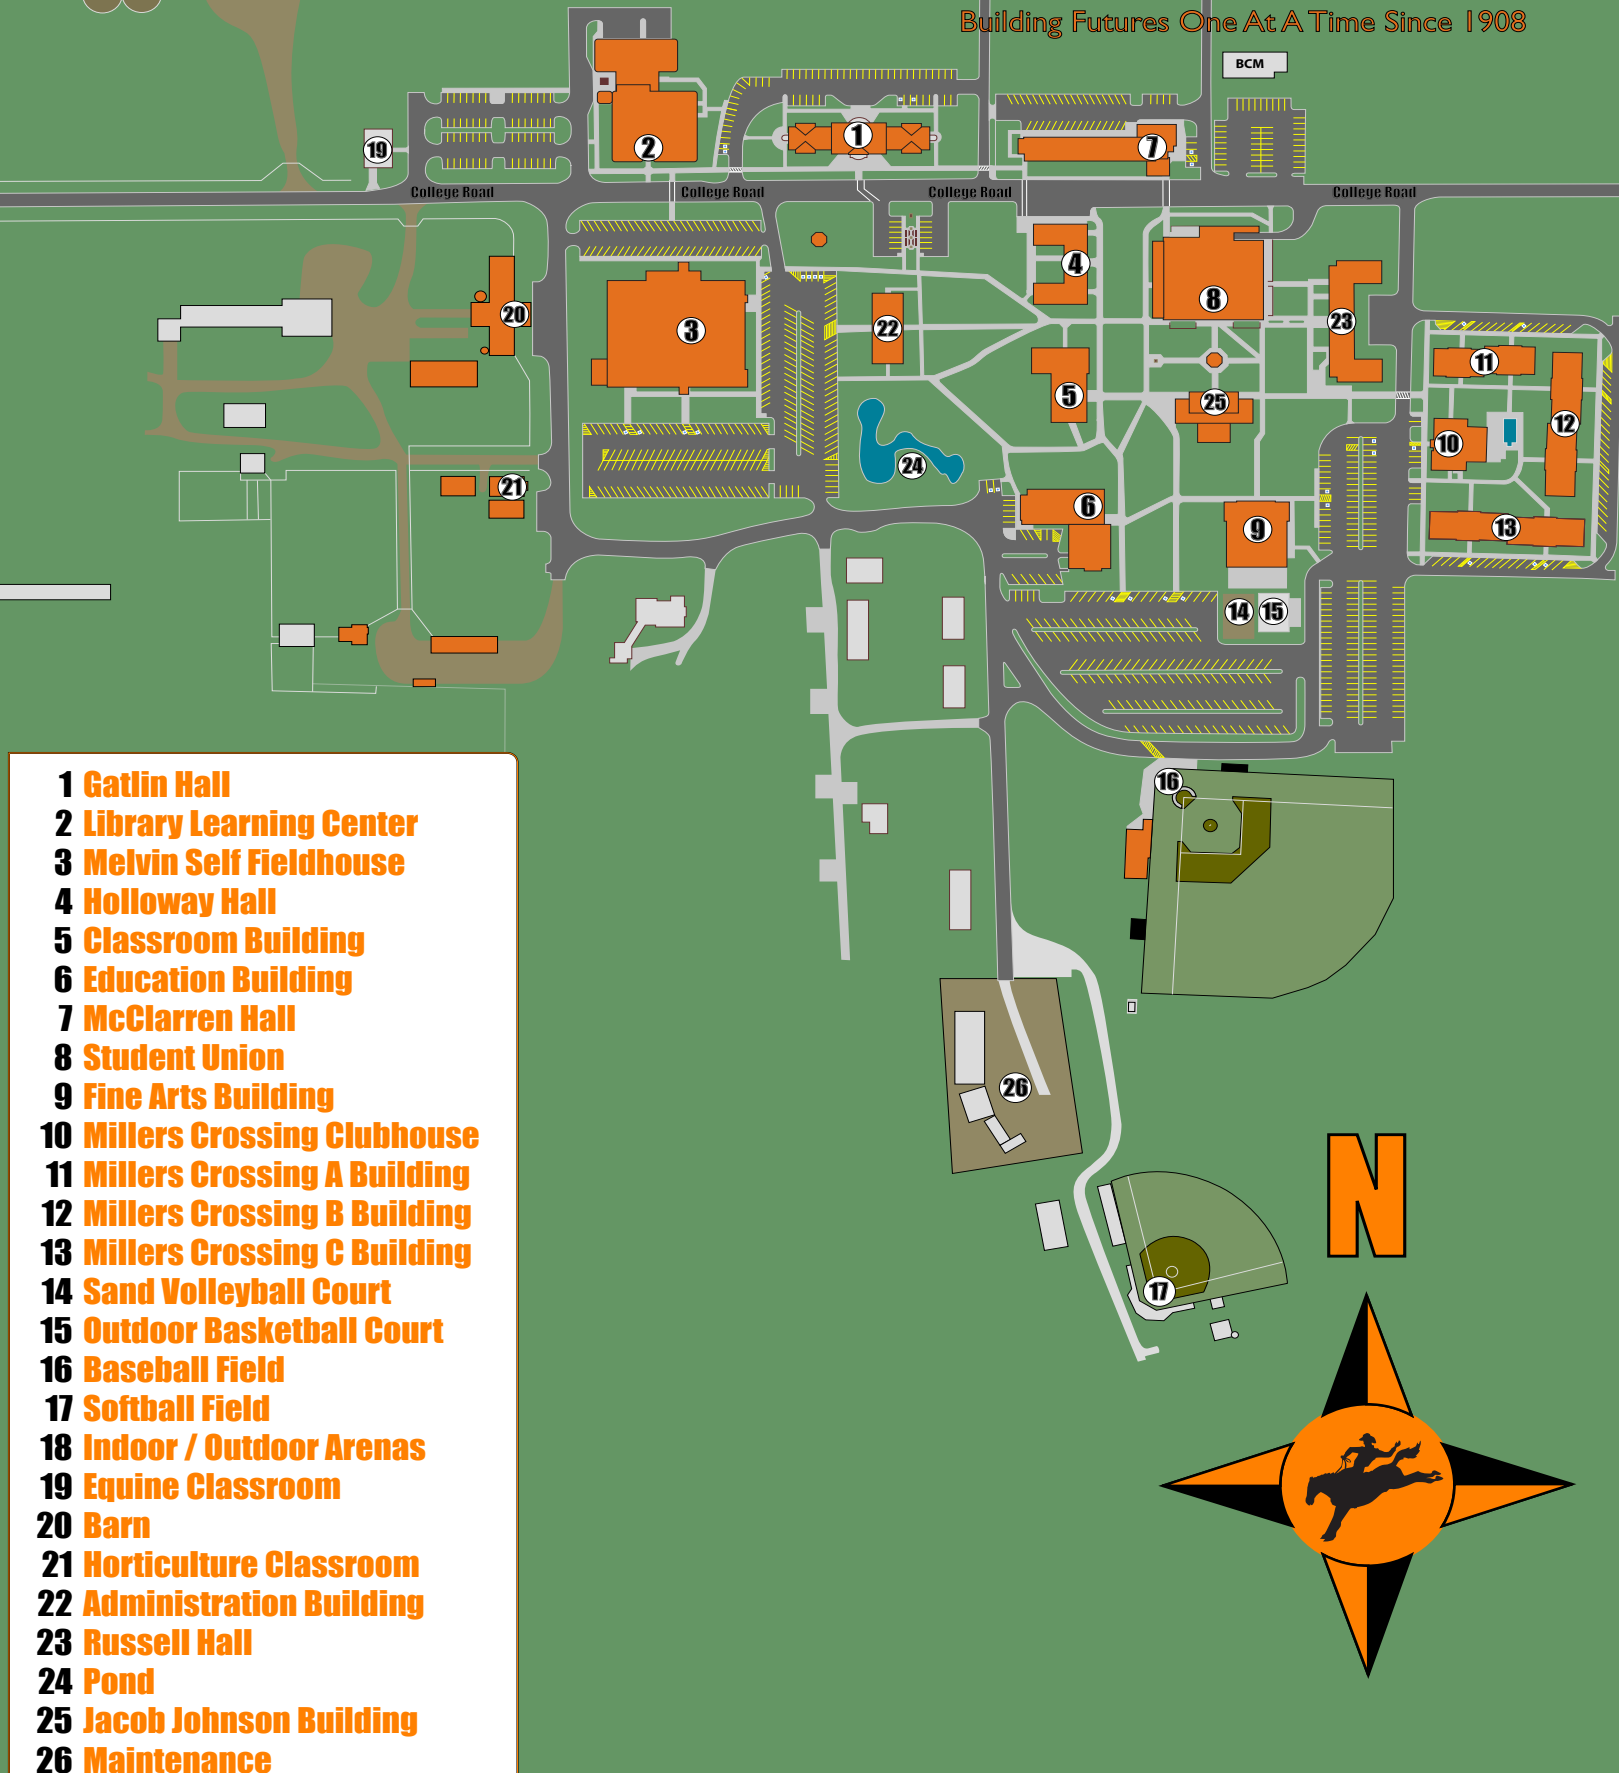 Building Futures One At A Time Since 1908
BCM
1
2
7
19
College Road
College Road
College Road
College Road
4
8
20
3
22
23
11
5
25
12
10
24
21
6
9
13
14
15
16
1 Gatlin Hall
2 Library Learning Center
3 Melvin Self Fieldhouse
4 Holloway Hall
5 Classroom Building
6 Education Building
7 McClarren Hall
8 Student Union
9 Fine Arts Building
10 Millers Crossing Clubhouse
11 Millers Crossing A Building
12 Millers Crossing B Building
13 Millers Crossing C Building
14 Sand Volleyball Court
15 Outdoor Basketball Court
16 Baseball Field
17 Softball Field
18 Indoor / Outdoor Arenas
19 Equine Classroom
20 Barn
21 Horticulture Classroom
22 Administration Building
23 Russell Hall
24 Pond
25 Jacob Johnson Building
26 Maintenance
26
17
N